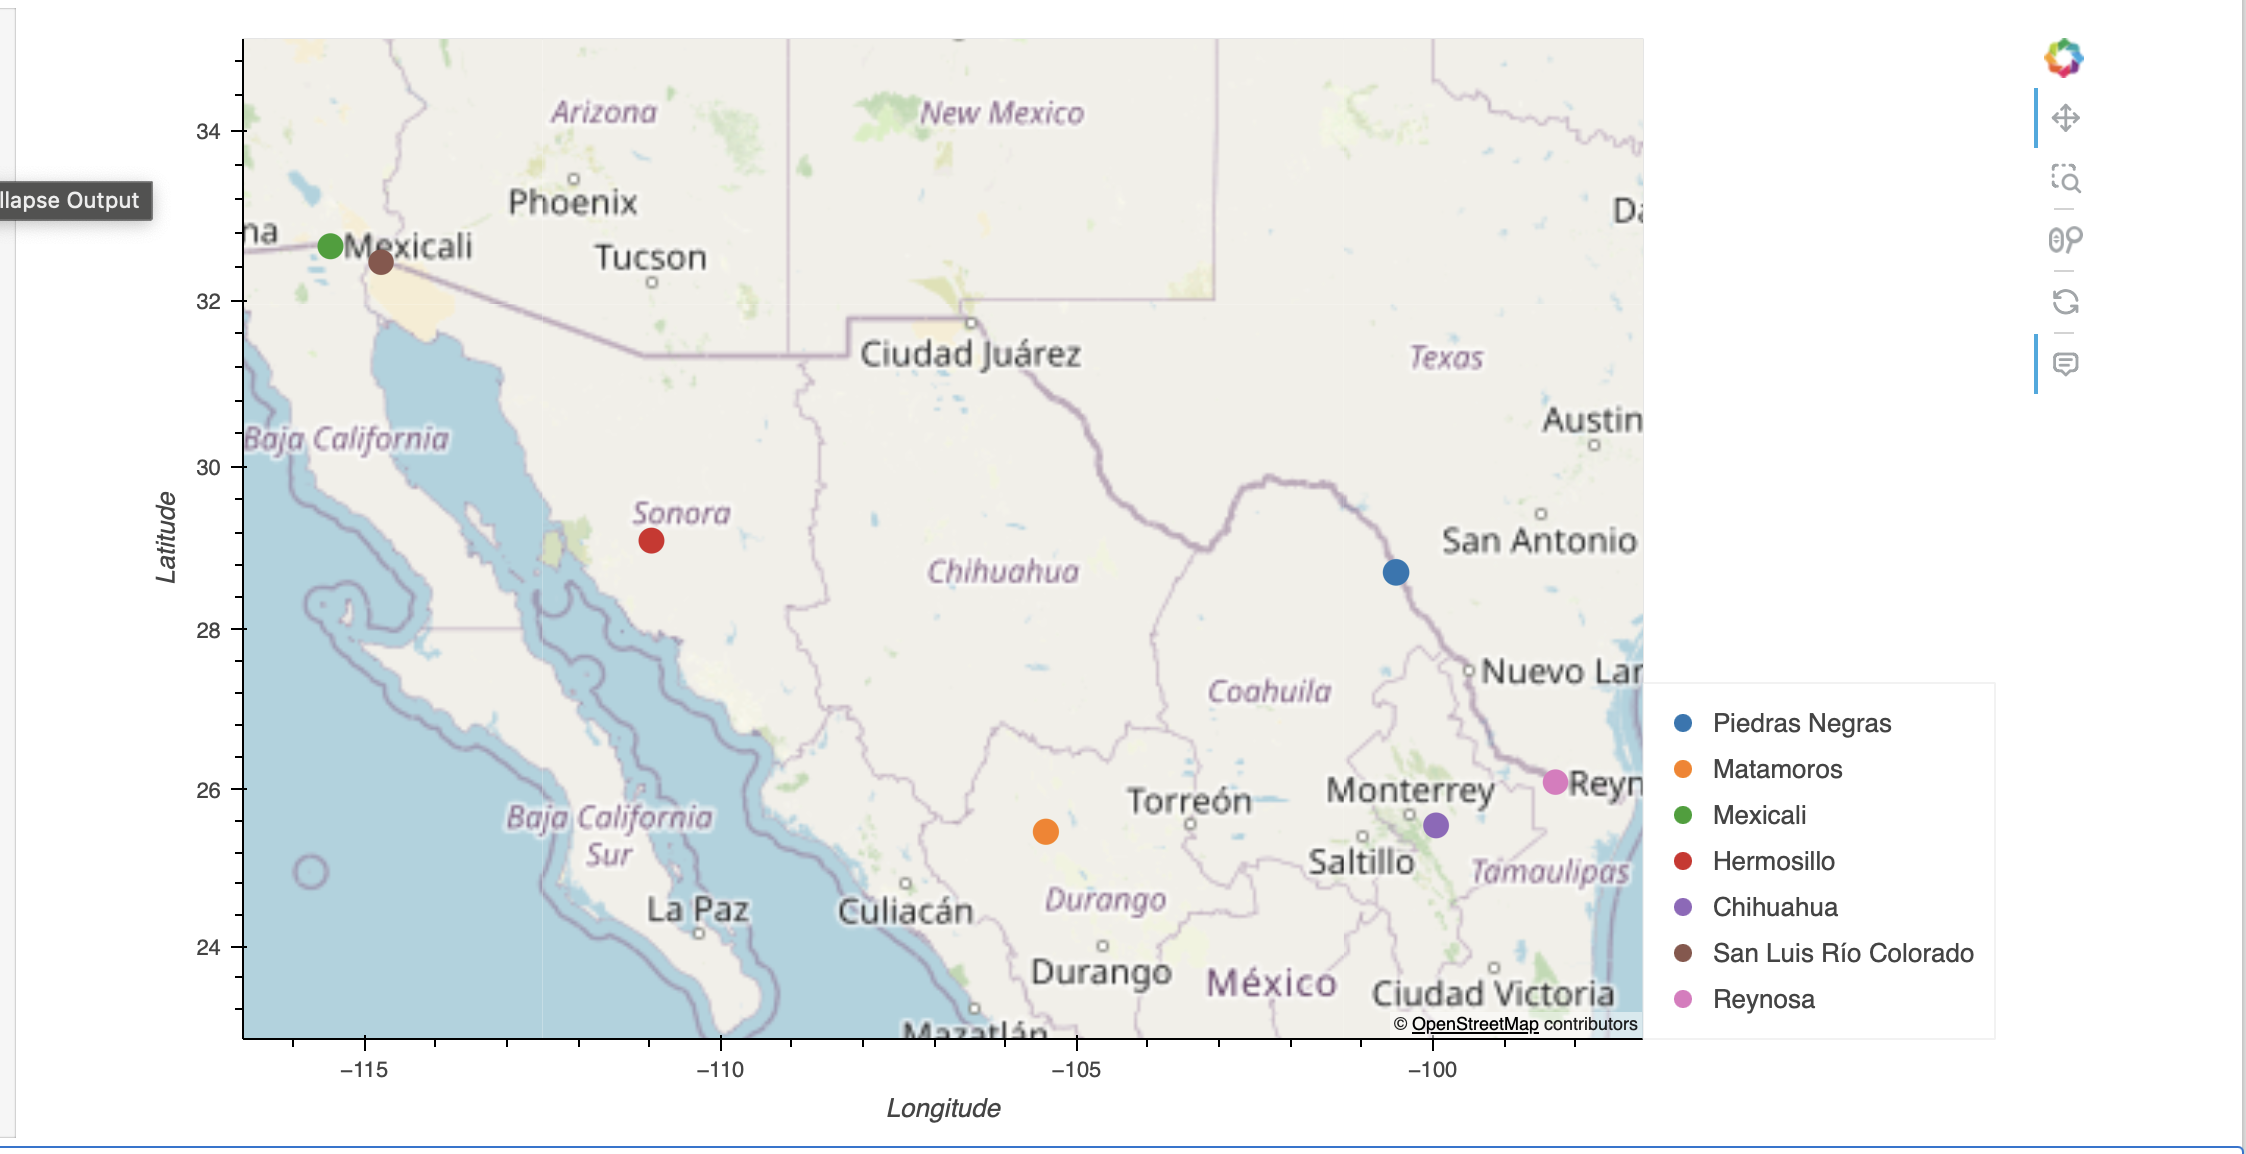 Arizona
New Mexico
34
llapse Output
Phoenix
Mexicali
Tucson
32
Ciudad Juárez
Texas
Austin
Baja California
30
Latitude
Sonora
San Antonio
Chihuahua
28
Nuevo Lar
Coahuila
Piedras Negras
Matamoros
26
Monterrey
Reyn
Torreón
Baja California
Sur
Mexicali
Hermosillo
Saltillo
Tamaulipas
Durango
La Paz
Culiacán
Chihuahua
24
San Luis Río Colorado
Durango
México
Ciudad Victoria
Reynosa
Mazatlán
© OpenStreetMap contributors
−115
−110
−105
−100
Longitude